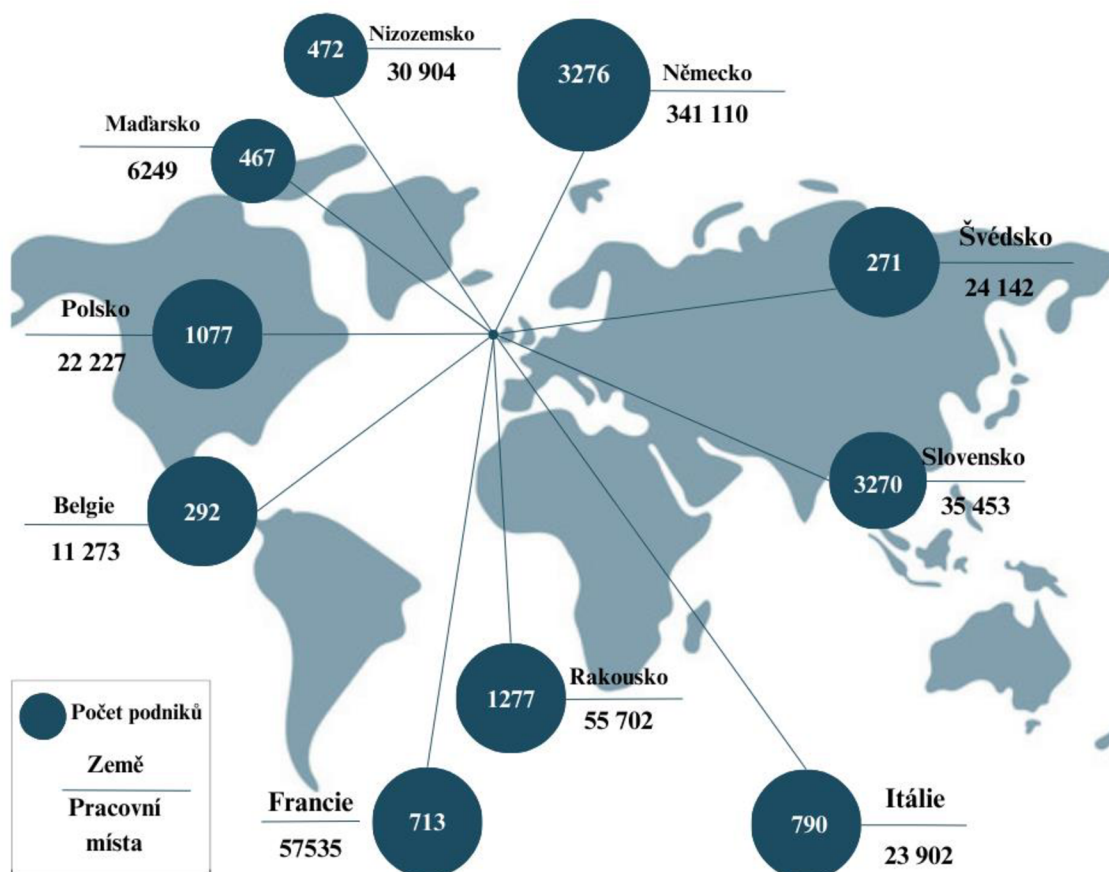 472
Nizozemsko
30 904
3276
Německo
341 110
Maďarsko
467
6249
271
Švédsko
24 142
Polsko
1077
22 227
Slovensko
3270
35 453
Belgie
292
11 273
Rakousko
1277
55 702
Počet podniků
Země
Pracovní
místa
Francie
713
57535
Itálie
790
23 902